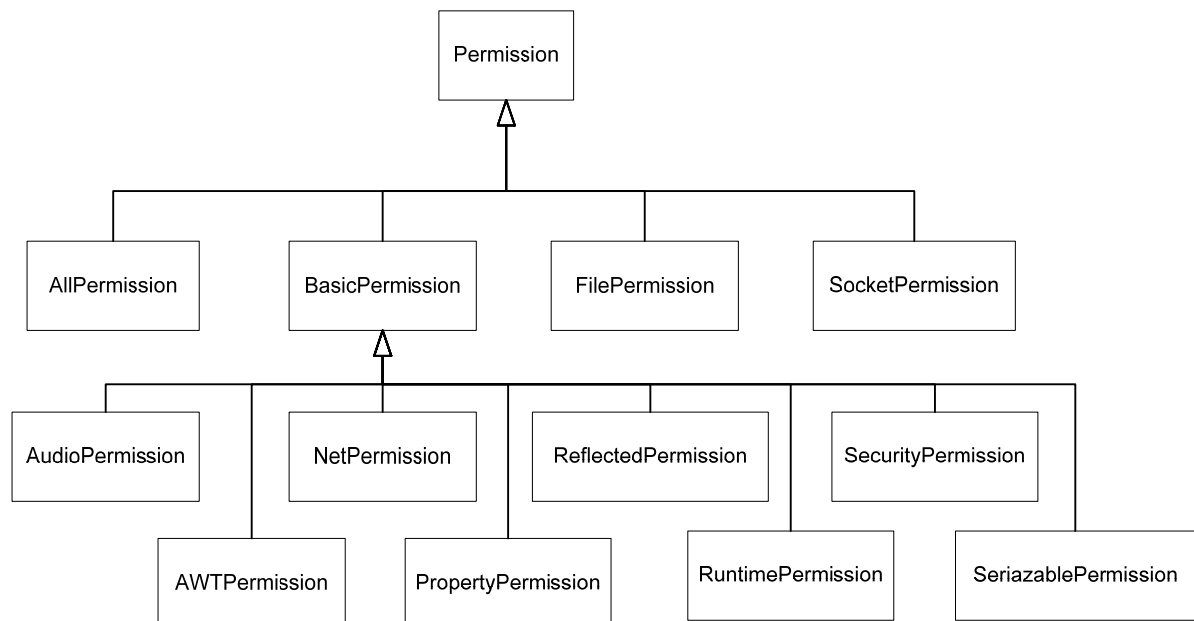 Permission
AllPermission
BasicPermission
FilePermission
SocketPermission
AudioPermission
NetPermission
ReflectedPermission
SecurityPermission
AWTPermission
PropertyPermission
RuntimePermission
SeriazablePermission